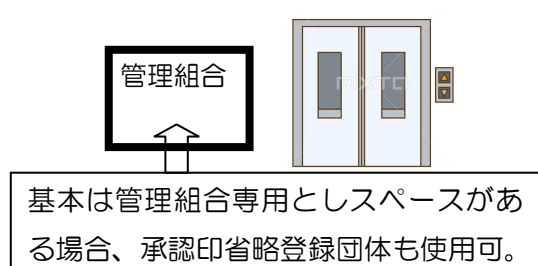 管理組合
PIXTA
基本は管理組合専用としスペースがあ
る場合、承認印省略登録団体も使用可。